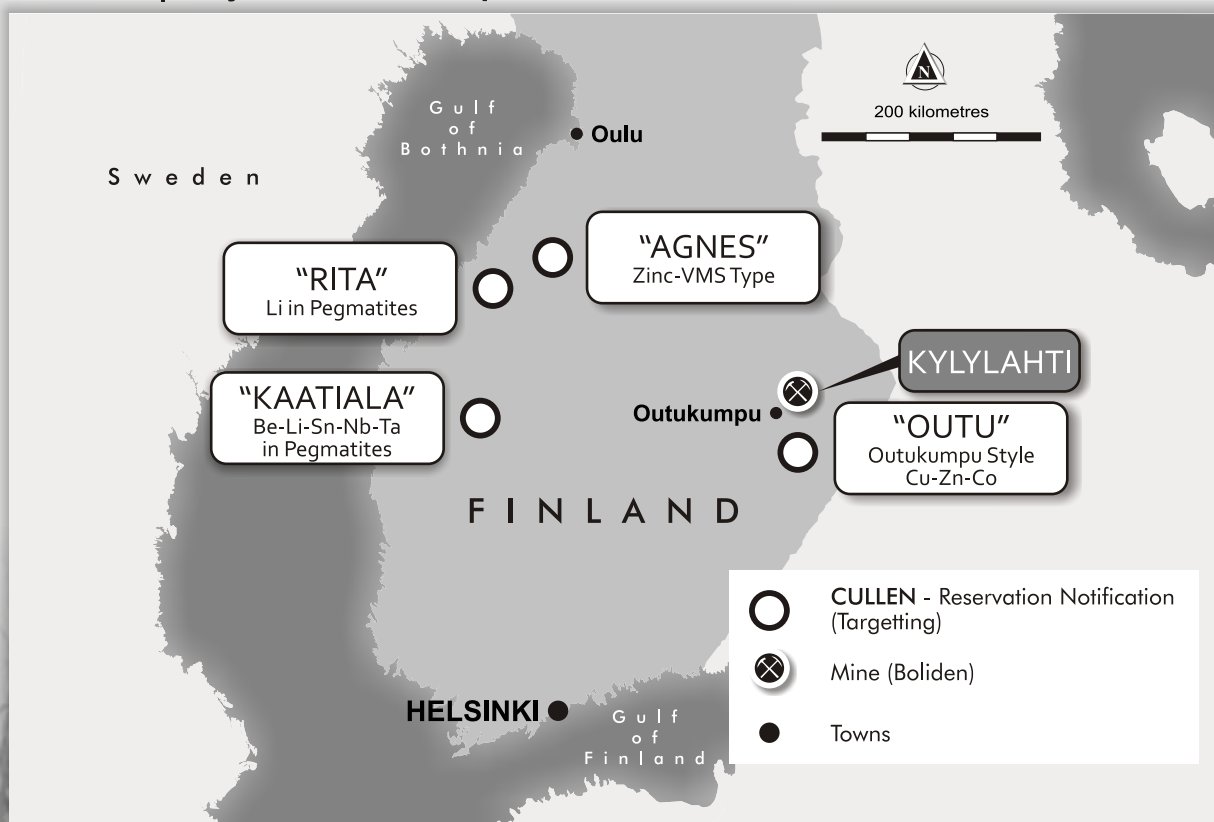 N
200 kilometres
Gulf
of
Bothnia
Oulu
Sweden
"AGNES"
Zinc-VMS Type
"RITA"
Li in Pegmatites
KYLYLAHTI
"KAATIALA"
Be-Li-Sn-Nb-Ta
in Pegmatites
Outukumpu
"OUTU"
Outukumpu Style
Cu-Zn-Co
FINLAND
CULLEN - Reservation Notification
(Targetting)
Mine (Boliden)
Towns
HELSINKI
Gulf
of
Finland